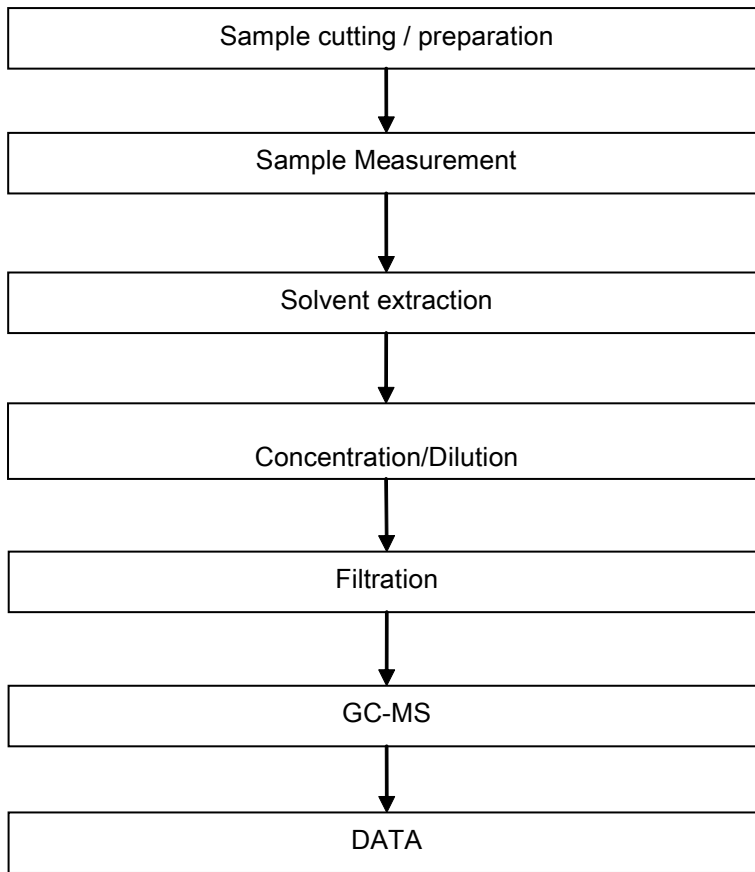 Sample cutting / preparation
Sample Measurement
Solvent extraction
Concentration/Dilution
Filtration
GC-MS
DATA